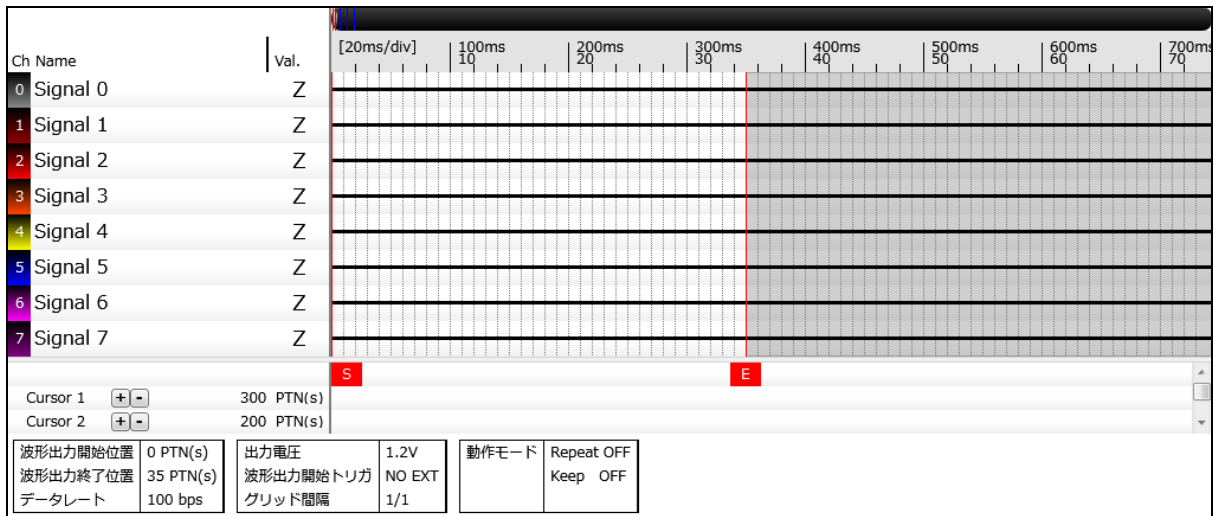 Ch Name Val. [20ms/div] 100ms 200ms 300ms 400ms 500ms 600ms 700ms
10 20 30 40 50 60 70
0 Signal 0 Z
1 Signal 1 Z
2 Signal 2 Z
3 Signal 3 Z
4 Signal 4 Z
5 Signal 5 Z
6 Signal 6 Z
7 Signal 7 Z
S E
Cursor 1 + - 300 PTN(s)
Cursor 2 + - 200 PTN(s)
波形出力開始位置 0 PTN(s) 出力電圧 1.2V 動作モード Repeat OFF
波形出力終了位置 35 PTN(s) 波形出力開始トリガ NO EXT Keep OFF
データレート 100 bps グリッド間隔 1/1